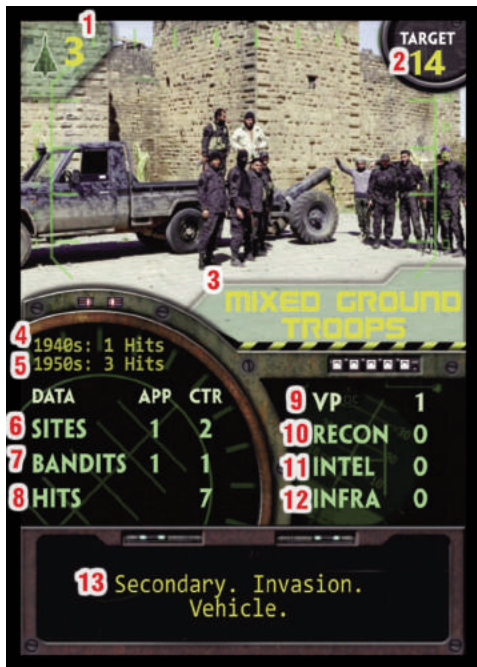 1
3
TARGET
2 14
3
MIXED GROUND
TROOPS
4 1940s: 1 Hits
5 1950s: 3 Hits
DATA APP CTR
6 SITES 1 2
7 BANDITS 1 1
8 HITS 7
9 VP 1
10 RECON 0
11 INTEL 0
12 INFRA 0
13 Secondary. Invasion.
Vehicle.